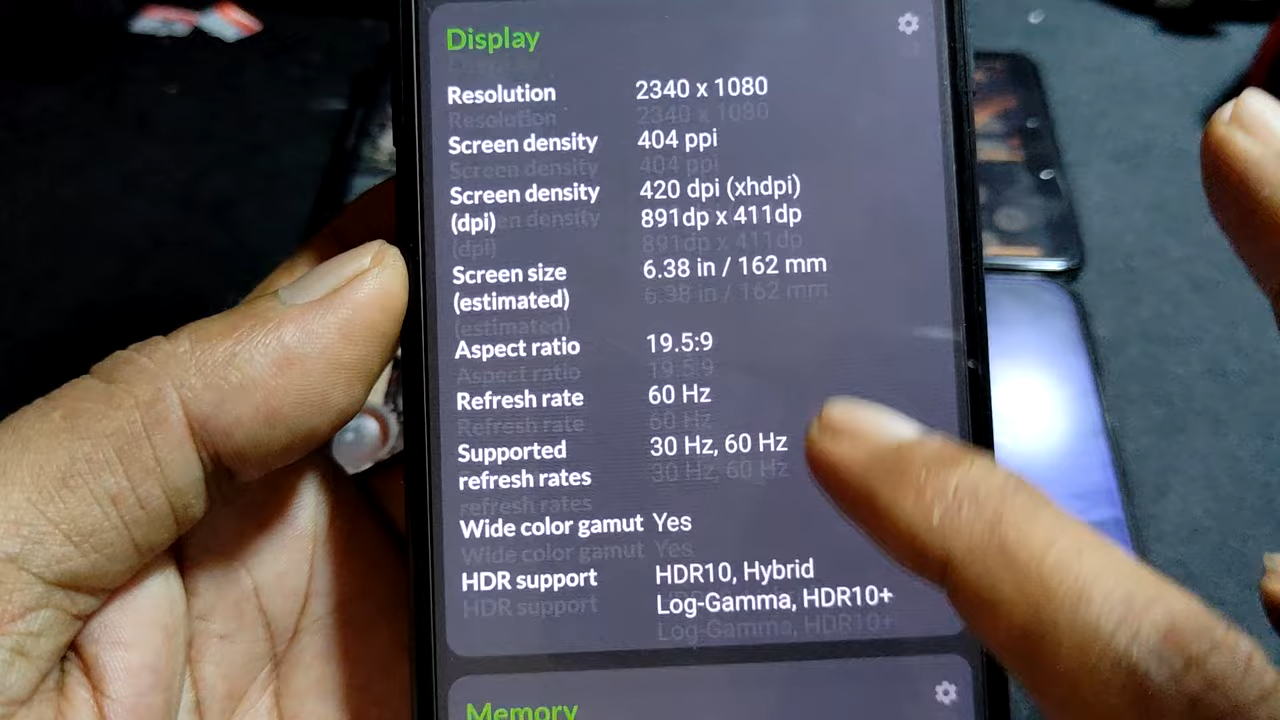 Display
Resolution 2340 x 1080
Screen density 404 ppi
Screen density 420 dpi (xhdpi)
(dpi) 891dp x 411dp
Screen size 6.38 in / 162 mm
(estimated)
Aspect ratio 19.5:9
Refresh rate 60 Hz
Supported 30 Hz, 60 Hz
refresh rates
Wide color gamut Yes
HDR support HDR10, Hybrid
Log-Gamma, HDR10+
Memory